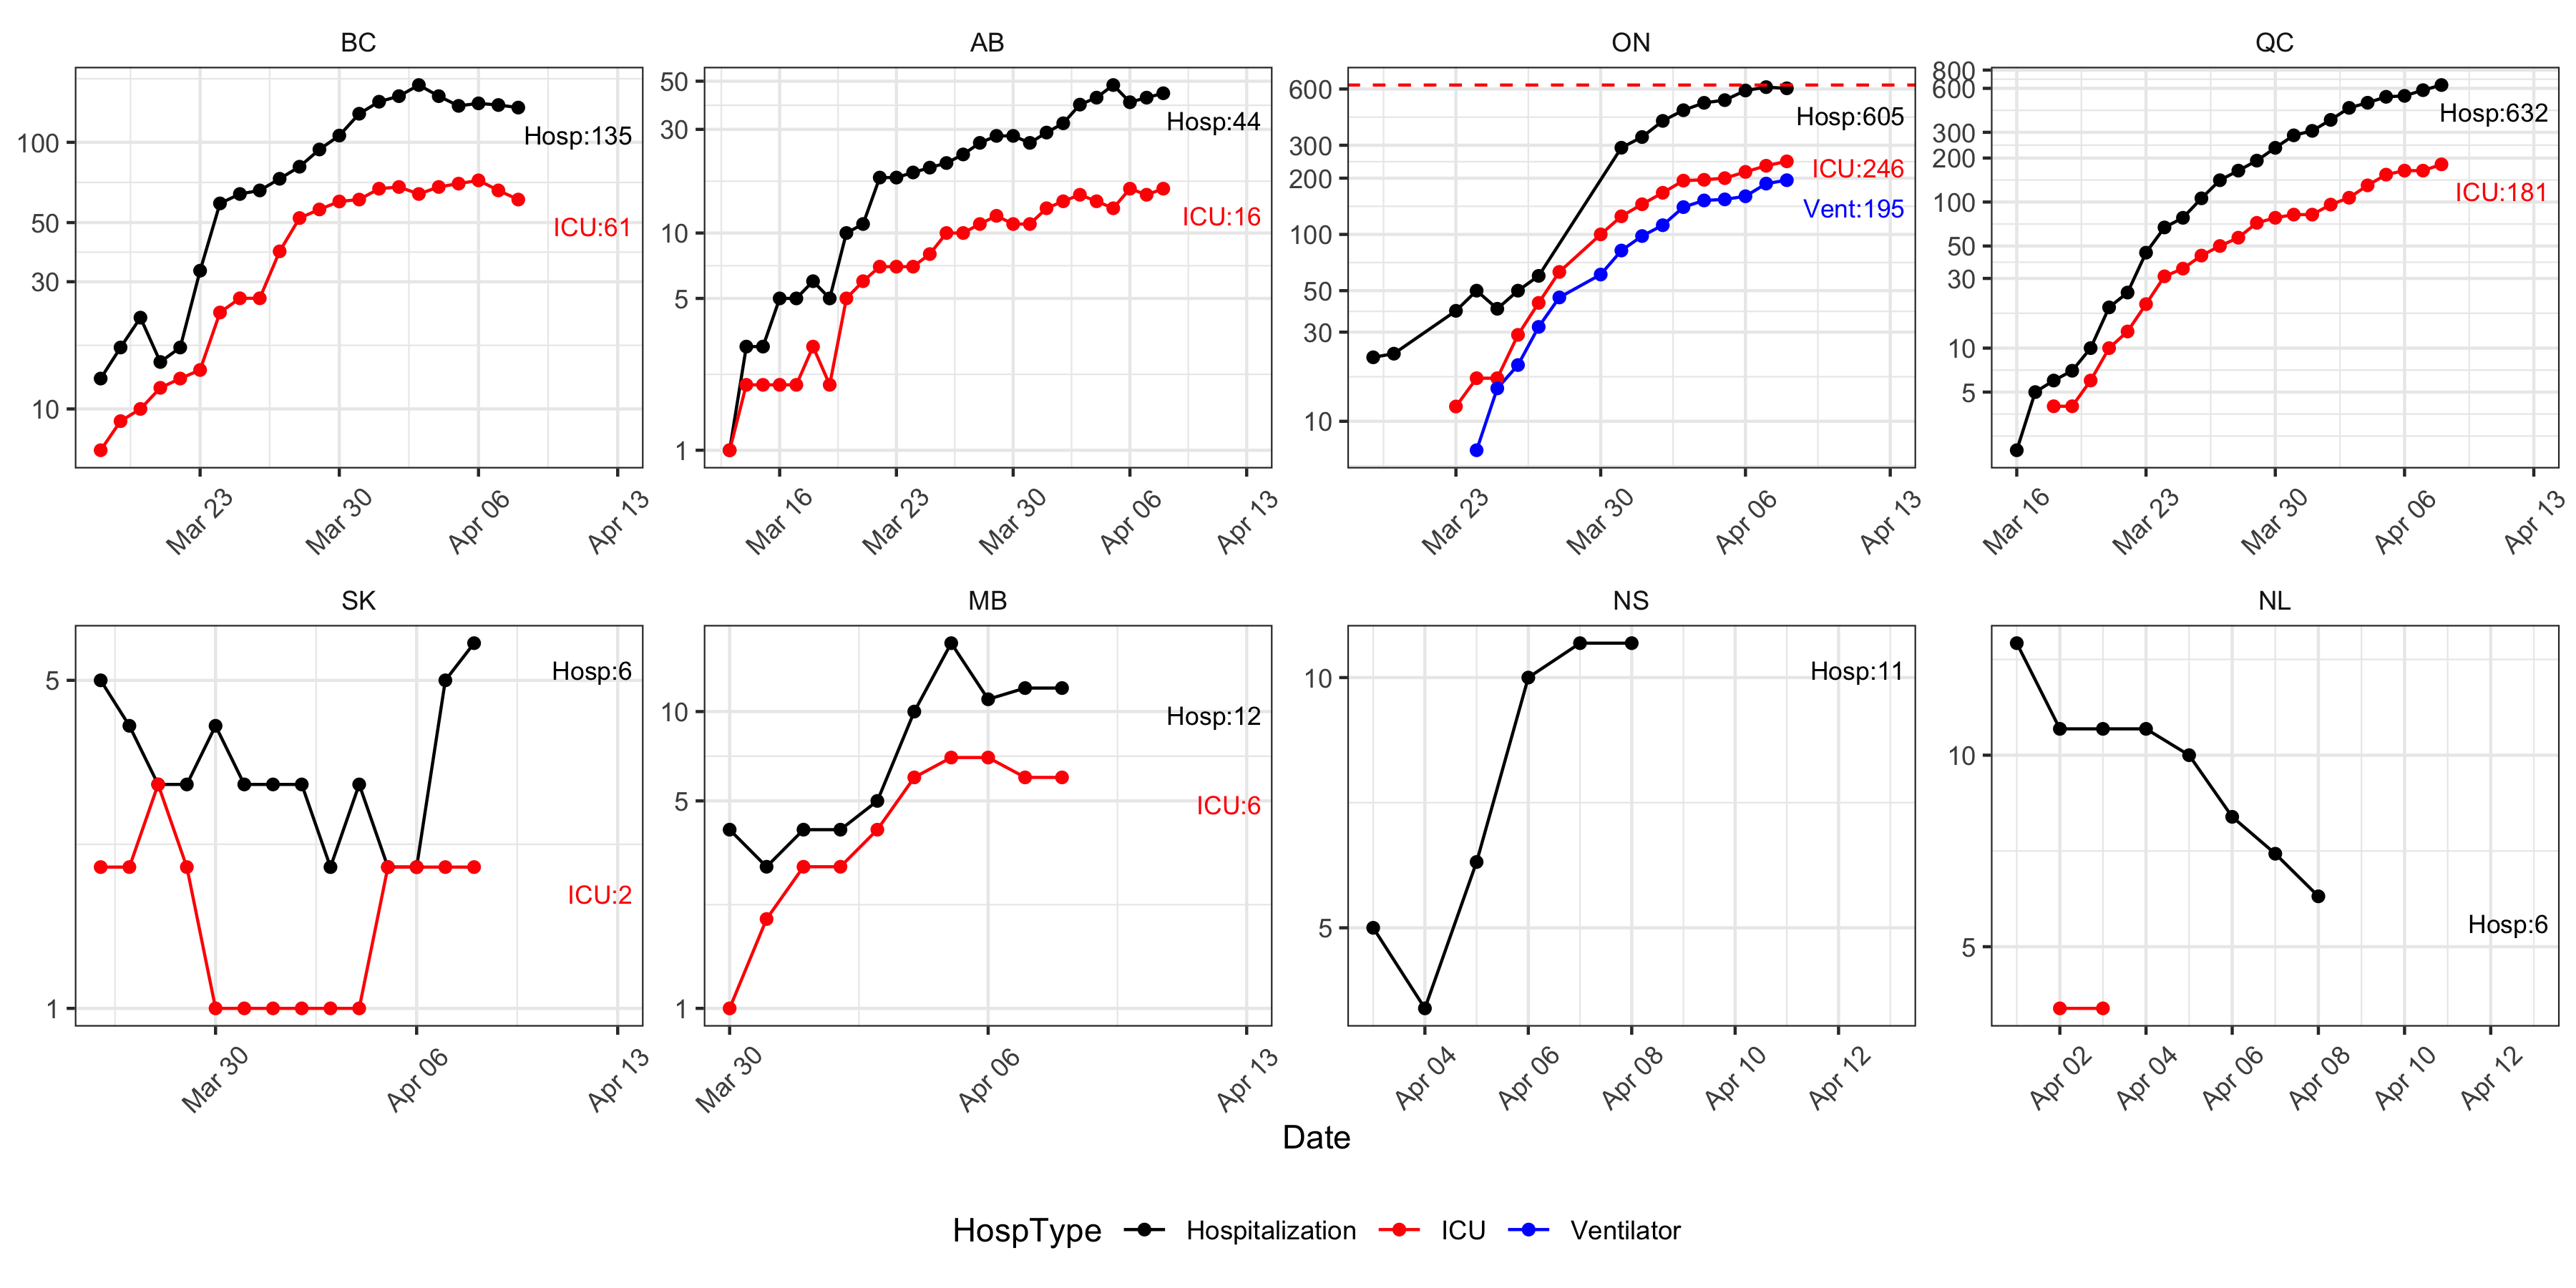 BC
100
50
30
10
Hosp:135
ICU:61
Mar 23
Mar 30
Apr 06
Apr 13
AB
50
30
10
5
1
Hosp:44
ICU:16
Mar 16
Mar 23
Mar 30
Apr 06
Apr 13
ON
600
300
200
100
50
30
10
Hosp:605
ICU:246
Vent:195
Mar 23
Mar 30
Apr 06
Apr 13
QC
800
600
300
200
100
50
30
10
5
Hosp:632
ICU:181
Mar 16
Mar 23
Mar 30
Apr 06
Apr 13
SK
5
1
Hosp:6
ICU:2
Mar 30
Apr 06
Apr 13
MB
10
5
1
Hosp:12
ICU:6
Mar 30
Apr 06
Apr 13
NS
10
5
Hosp:11
Apr 04
Apr 06
Apr 08
Apr 10
Apr 12
NL
10
5
Hosp:6
Apr 02
Apr 04
Apr 06
Apr 08
Apr 10
Apr 12
Date
HospType Hospitalization ICU Ventilator